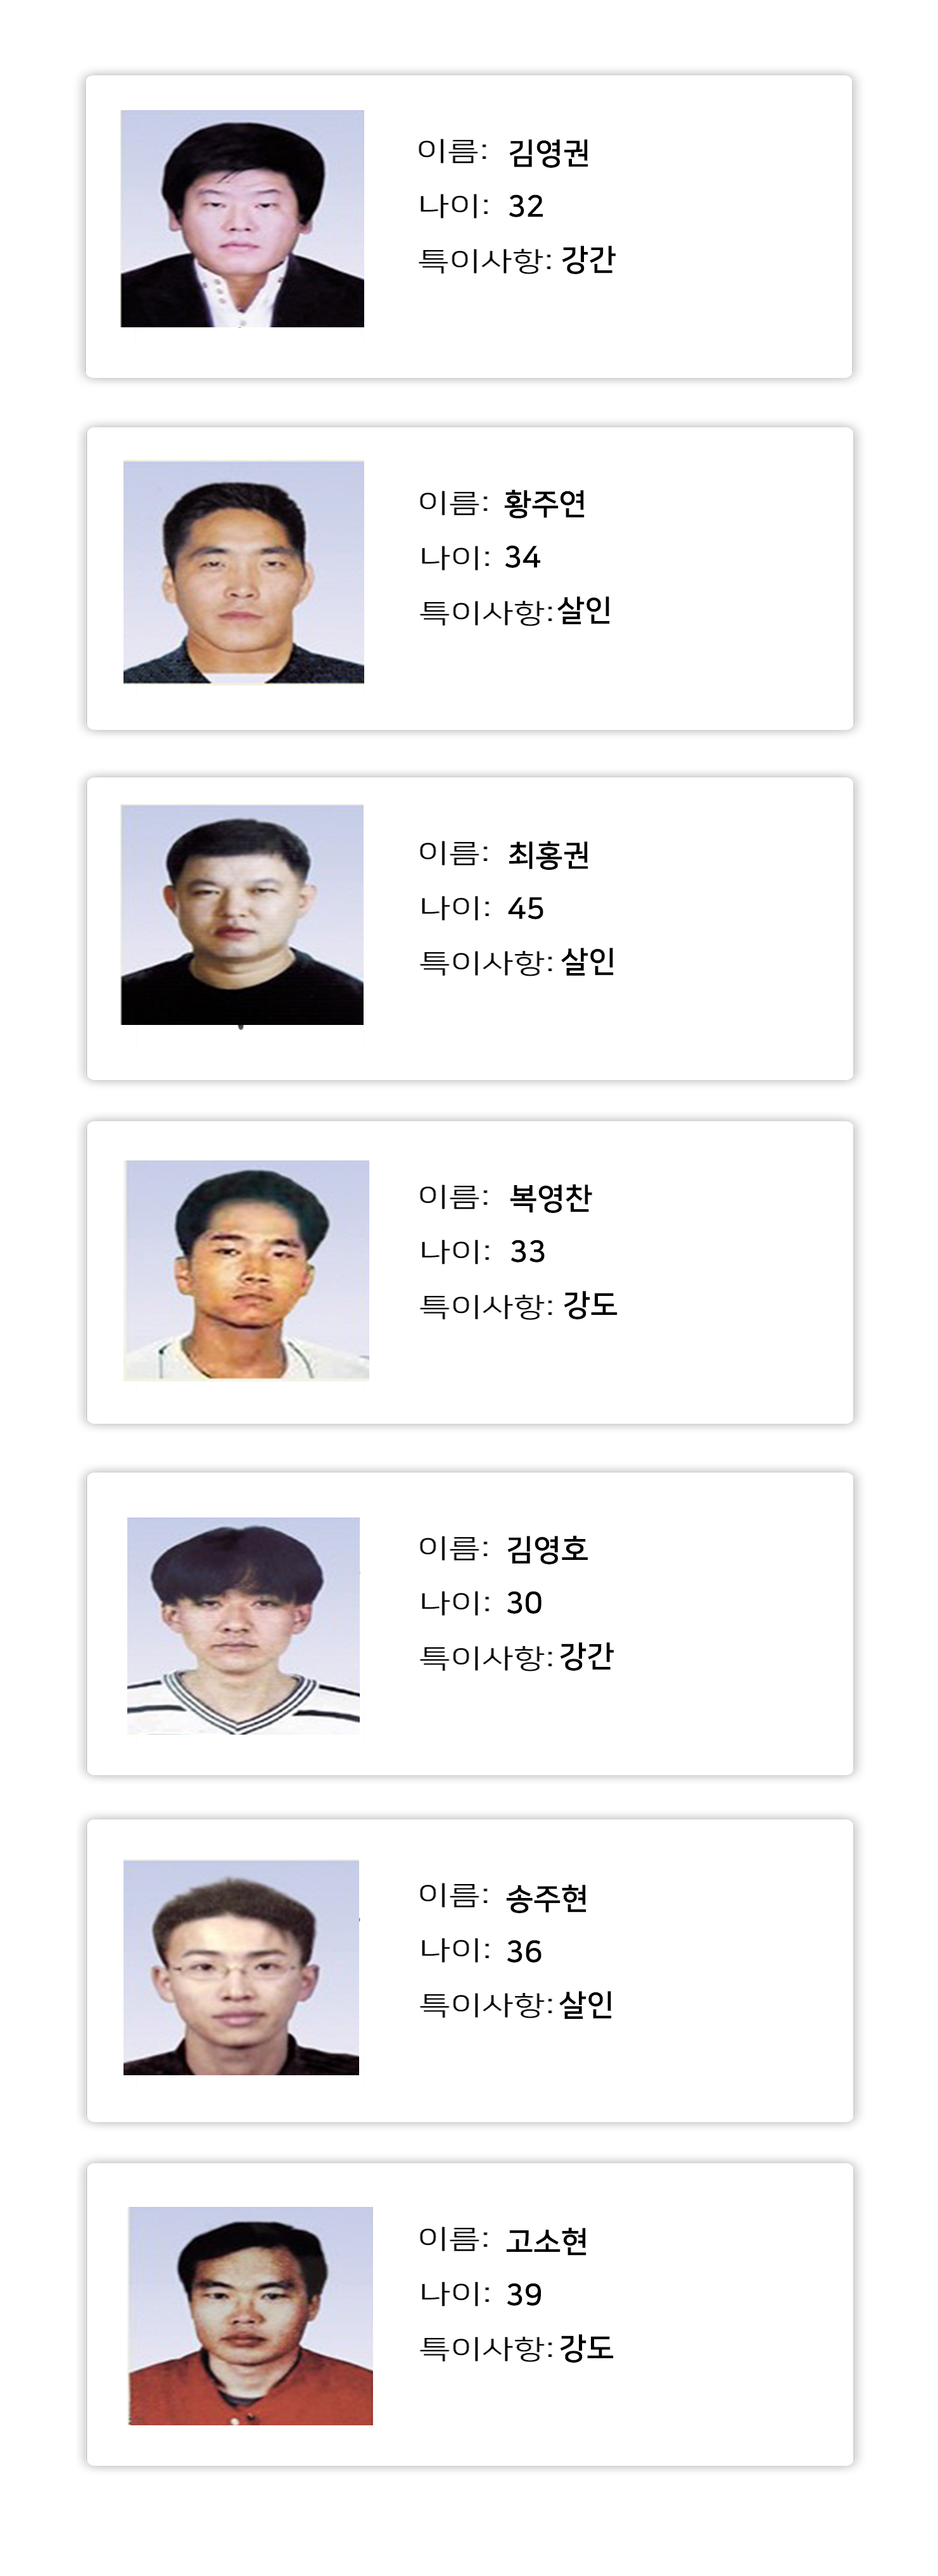 이름: 김영권
나이: 32
특이사항: 강간
이름: 황주연
나이: 34
특이사항: 살인
이름: 최홍권
나이: 45
특이사항: 살인
이름: 복영찬
나이: 33
특이사항: 강도
이름: 김영호
나이: 30
특이사항: 강간
이름: 송주현
나이: 36
특이사항: 살인
이름: 고소현
나이: 39
특이사항: 강도